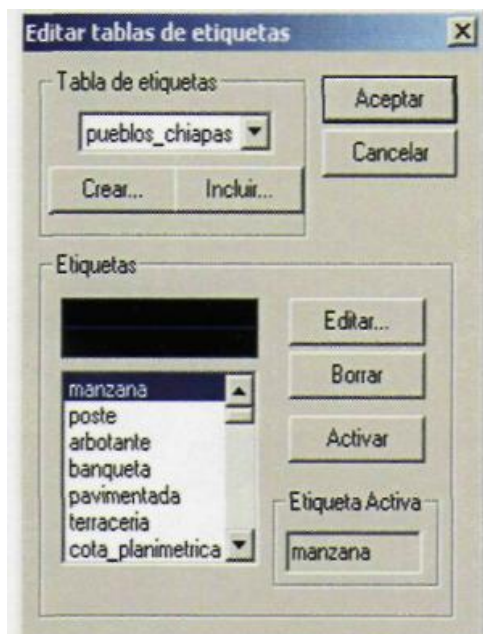 Editar tablas de etiquetas
Tabla de etiquetas
pueblos_chiapas
Crear...
Incluir...
Aceptar
Cancelar
Etiquetas
manzana
poste
arbotante
banqueta
pavimentada
terraceria
cota_planimetrica
Editar...
Borrar
Activar
Etiqueta Activa
manzana